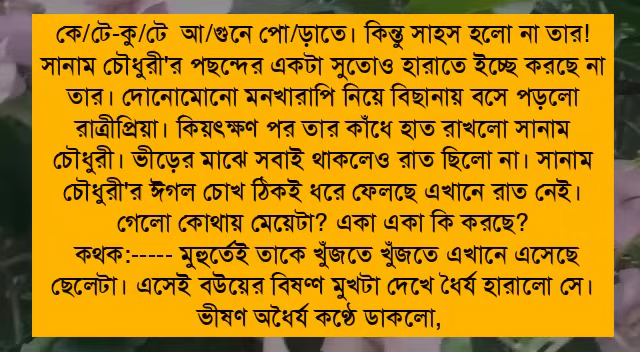 কে/টে-কু/টে আ/গুনে পো/ড়াতে। কিন্তু সাহস হলো না তার!
সানাম চৌধুরী'র পছন্দের একটা সুতোও হারাতে ইচ্ছে করছে না
তার। দোনোমোনো মনখারাপি নিয়ে বিছানায় বসে পড়লো
রাত্রীপ্রিয়া। কিয়ৎক্ষণ পর তার কাঁধে হাত রাখলো সানাম
চৌধুরী। ভীড়ের মাঝে সবাই থাকলেও রাত ছিলো না। সানাম
চৌধুরী'র ঈগল চোখ ঠিকই ধরে ফেলছে এখানে রাত নেই।
গেলো কোথায় মেয়েটা? একা একা কি করছে?
কথক:----- মুহুর্তেই তাকে খুঁজতে খুঁজতে এখানে এসেছে
ছেলেটা। এসেই বউয়ের বিষণ্ণ মুখটা দেখে ধৈর্য হারালো সে।
ভীষণ অধৈর্য কণ্ঠে ডাকলো,